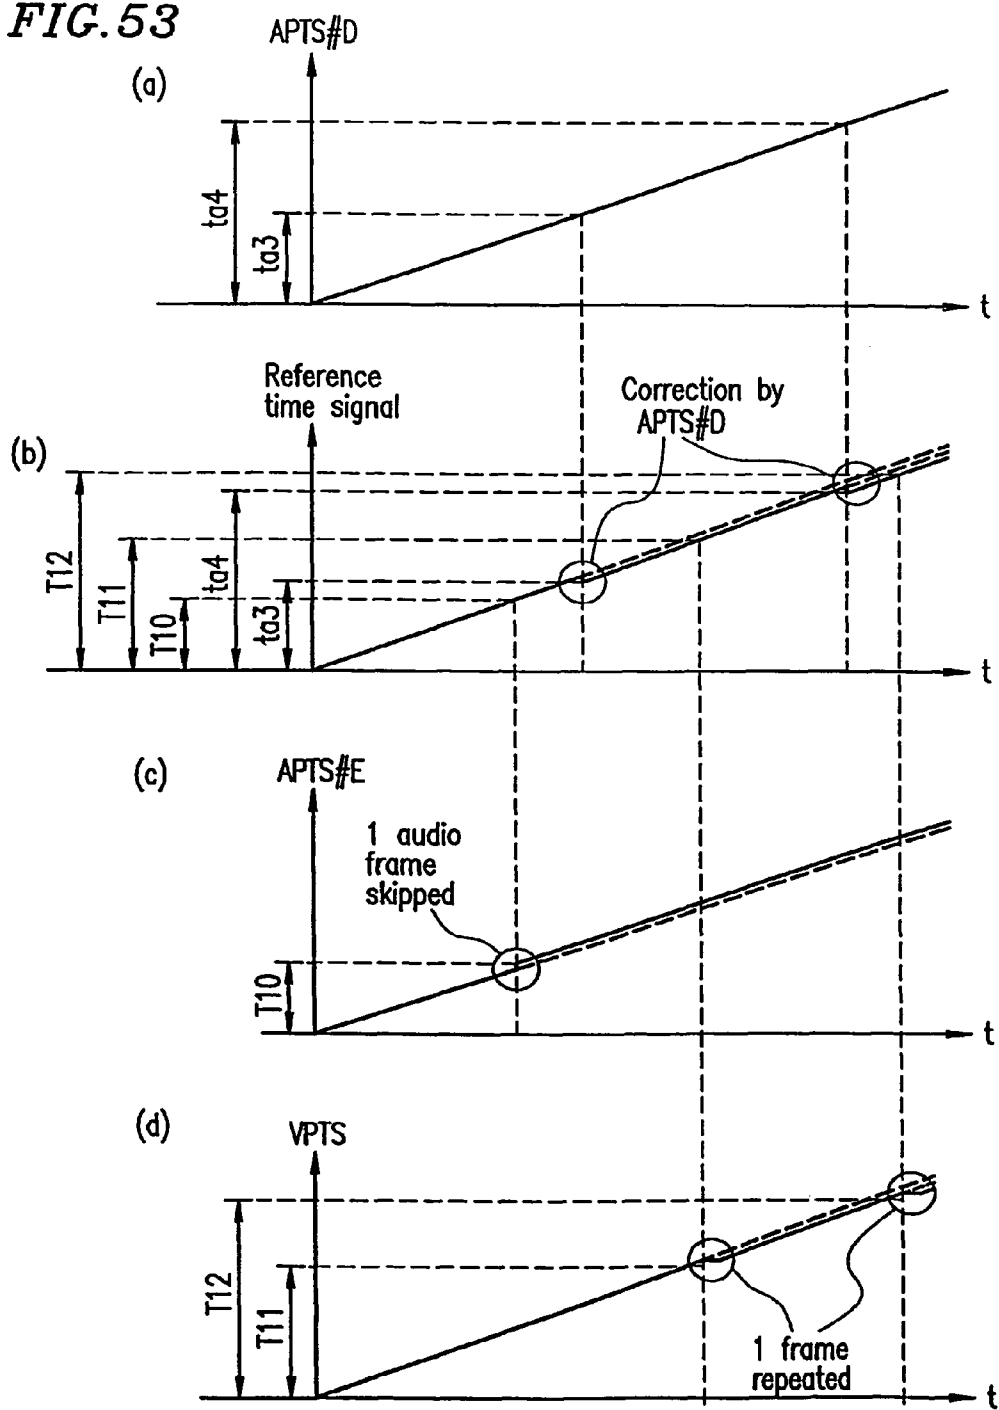 FIG.53
APTS#D
(a)
ta4
ta3
t
Reference
time signal
Correction by
APTS#D
(b)
T12
T11
T10
ta4
ta3
t
(c)
APTS#E
1 audio
frame
skipped
T10
t
(d)
VPTS
T12
T11
1 frame
repeated
t